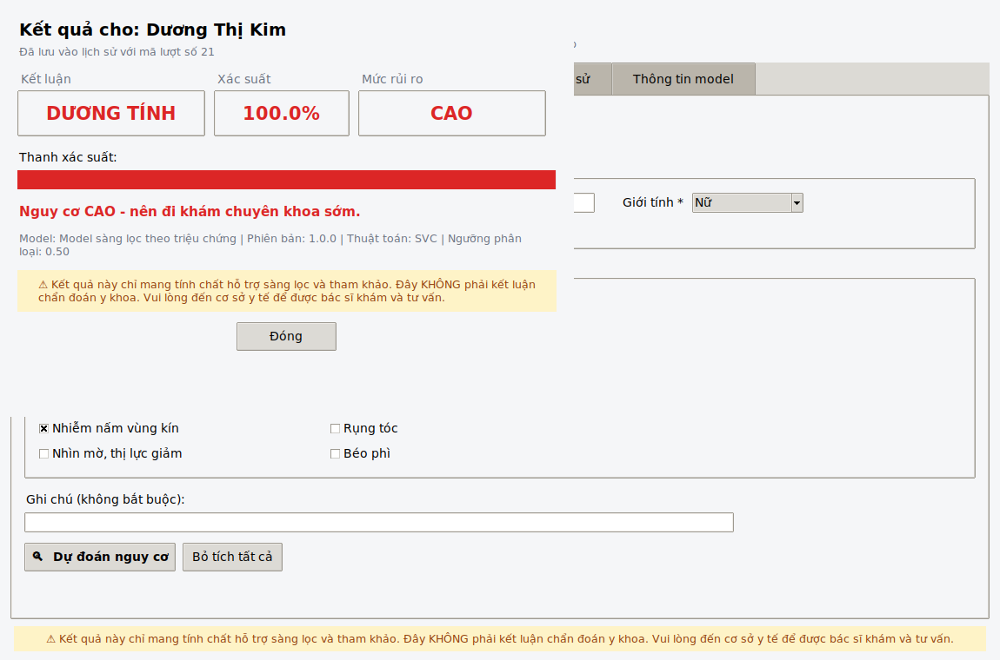 Kết quả cho: Dương Thị Kim
Đã lưu vào lịch sử với mã lượt số 21
Kết luận Xác suất Mức rủi ro
DƯƠNG TÍNH 100.0% CAO
Thanh xác suất:
Nguy cơ CAO - nên đi khám chuyên khoa sớm.
Model: Model sàng lọc theo triệu chứng | Phiên bản: 1.0.0 | Thuật toán: SVC | Ngưỡng phân
loại: 0.50
⚠ Kết quả này chỉ mang tính chất hỗ trợ sàng lọc và tham khảo. Đây KHÔNG phải kết luận
chẩn đoán y khoa. Vui lòng đến cơ sở y tế để được bác sĩ khám và tư vấn.
Đóng
sử Thông tin model
Giới tính * Nữ
Nhiễm nấm vùng kín Rụng tóc
Nhìn mờ, thị lực giảm Béo phì
Ghi chú (không bắt buộc):
Dự đoán nguy cơ Bỏ tích tất cả
⚠ Kết quả này chỉ mang tính chất hỗ trợ sàng lọc và tham khảo. Đây KHÔNG phải kết luận chẩn đoán y khoa. Vui lòng đến cơ sở y tế để được bác sĩ khám và tư vấn.